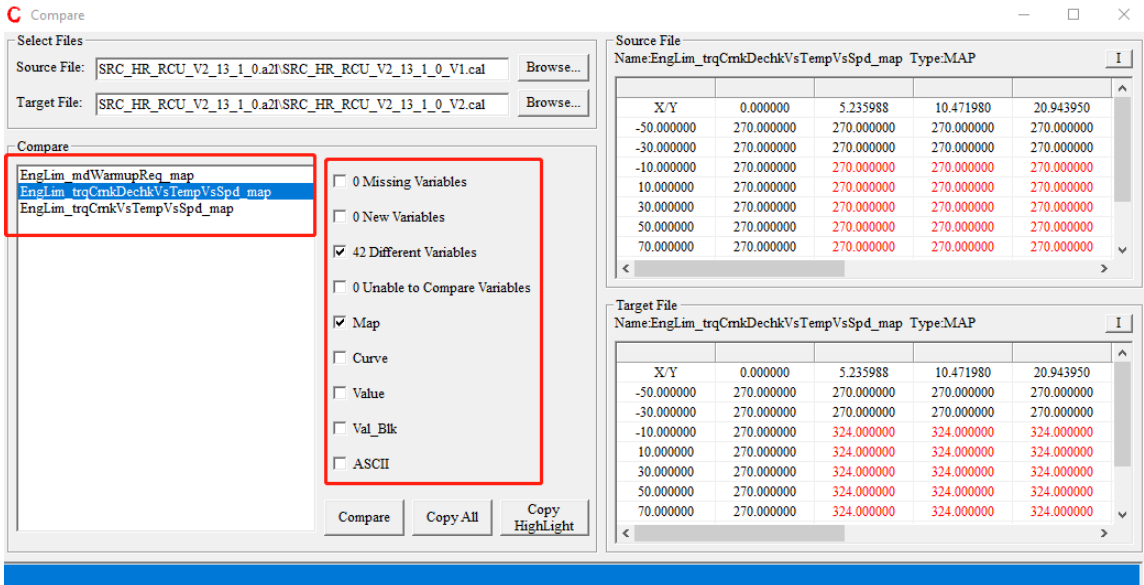 C Compare
Select Files
Source File: SRC_HR_RCU_V2_13_1_0.a2l\SRC_HR_RCU_V2_13_1_0_V1.cal Browse...
Target File: SRC_HR_RCU_V2_13_1_0.a2l\SRC_HR_RCU_V2_13_1_0_V2.cal Browse...
Compare
EngLim_mdWarmupReq_map
EngLim_trqCrnkDechkVsTempVsSpd_map
EngLim_trqCrnkVsTempVsSpd_map
0 Missing Variables
0 New Variables
42 Different Variables
0 Unable to Compare Variables
Map
Curve
Value
Val_Blk
ASCII
Compare Copy All Copy
HighLight
Source File
Name:EngLim_trqCrnkDechkVsTempVsSpd_map Type:MAP I
X/Y 0.000000 5.235988 10.471980 20.943950
-50.000000 270.000000 270.000000 270.000000 270.000000
-30.000000 270.000000 270.000000 270.000000 270.000000
-10.000000 270.000000 270.000000 270.000000 270.000000
10.000000 270.000000 270.000000 270.000000 270.000000
30.000000 270.000000 270.000000 270.000000 270.000000
50.000000 270.000000 270.000000 270.000000 270.000000
70.000000 270.000000 270.000000 270.000000 270.000000
Target File
Name:EngLim_trqCrnkDechkVsTempVsSpd_map Type:MAP I
X/Y 0.000000 5.235988 10.471980 20.943950
-50.000000 270.000000 270.000000 270.000000 270.000000
-30.000000 270.000000 270.000000 270.000000 270.000000
-10.000000 270.000000 324.000000 324.000000 324.000000
10.000000 270.000000 324.000000 324.000000 324.000000
30.000000 270.000000 324.000000 324.000000 324.000000
50.000000 270.000000 324.000000 324.000000 324.000000
70.000000 270.000000 324.000000 324.000000 324.000000